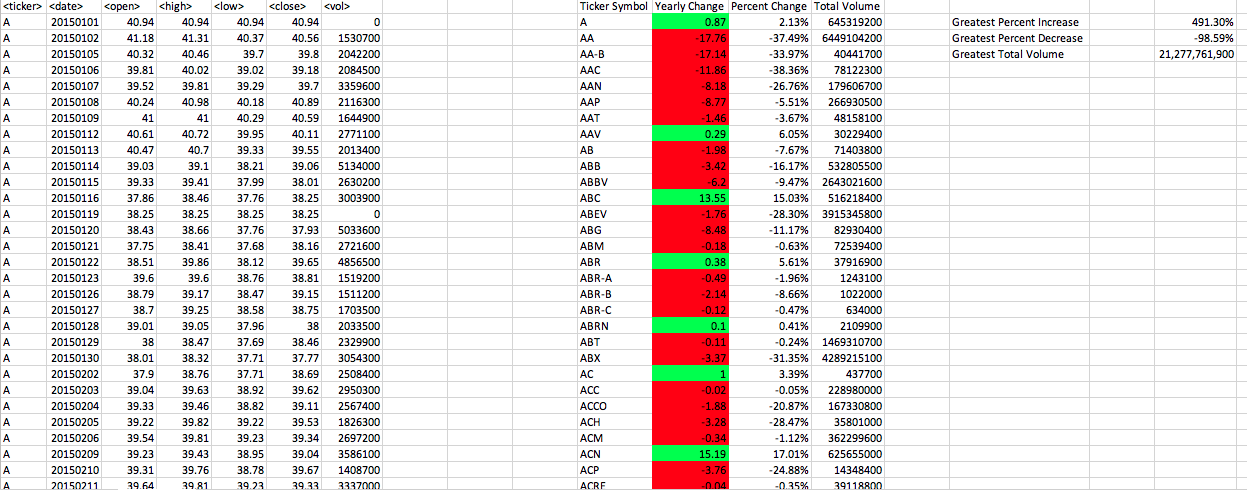 <ticker> <date> <open> <high> <low> <close> <vol> Ticker Symbol Yearly Change Percent Change Total Volume
A 20150101 40.94 40.94 40.94 40.94 0 A 0.87 2.13% 645319200 Greatest Percent Increase 491.30%
A 20150102 41.18 41.31 40.37 40.56 1530700 AA -17.76 -37.49% 6449104200 Greatest Percent Decrease -98.59%
A 20150105 40.32 40.46 39.7 39.8 2042200 AA-B -17.14 -33.97% 40441700 Greatest Total Volume 21,277,761,900
A 20150106 39.81 40.02 39.02 39.18 2084500 AAC -11.86 -38.36% 78122300
A 20150107 39.52 39.81 39.29 39.7 3359600 AAN -8.18 -26.76% 179606700
A 20150108 40.24 40.98 40.18 40.89 2116300 AAP -8.77 -5.51% 266930500
A 20150109 41 41 40.29 40.59 1644900 AAT -1.46 -3.67% 48158100
A 20150112 40.61 40.72 39.95 40.11 2771100 AAV 0.29 6.05% 30229400
A 20150113 40.47 40.7 39.33 39.55 2013400 AB -1.98 -7.67% 71403800
A 20150114 39.03 39.1 38.21 39.06 5134000 ABB -3.42 -16.17% 532805500
A 20150115 39.33 39.41 37.99 38.01 2630200 ABBV -6.2 -9.47% 2643021600
A 20150116 37.86 38.46 37.76 38.25 3003900 ABC 13.55 15.03% 516218400
A 20150119 38.25 38.25 38.25 38.25 0 ABEV -1.76 -28.30% 3915345800
A 20150120 38.43 38.66 37.76 37.93 5033600 ABG -8.48 -11.17% 82930400
A 20150121 37.75 38.41 37.68 38.16 2721600 ABM -0.18 -0.63% 72539400
A 20150122 38.51 39.86 38.12 39.65 4856500 ABR 0.38 5.61% 37916900
A 20150123 39.6 39.6 38.76 38.81 1519200 ABR-A -0.49 -1.96% 1243100
A 20150126 38.79 39.17 38.47 39.15 1511200 ABR-B -2.14 -8.66% 1022000
A 20150127 38.7 39.25 38.58 38.75 1703500 ABR-C -0.12 -0.47% 634000
A 20150128 39.01 39.05 37.96 38 2033500 ABRN 0.1 0.41% 2109900
A 20150129 38 38.47 37.69 38.46 2329900 ABT -0.11 -0.24% 1469310700
A 20150130 38.01 38.32 37.71 37.77 3054300 ABX -3.37 -31.35% 4289215100
A 20150202 37.9 38.76 37.71 38.69 2508400 AC 1 3.39% 437700
A 20150203 39.04 39.63 38.92 39.62 2950300 ACC -0.02 -0.05% 228980000
A 20150204 39.33 39.46 38.82 39.11 2567400 ACCO -1.88 -20.87% 167330800
A 20150205 39.22 39.82 39.22 39.53 1826300 ACH -3.28 -28.47% 35801000
A 20150206 39.54 39.81 39.23 39.34 2697200 ACM -0.34 -1.12% 362299600
A 20150209 39.23 39.43 38.95 39.04 3586100 ACN 15.19 17.01% 625655000
A 20150210 39.31 39.76 38.78 39.67 1408700 ACP -3.76 -24.88% 14348400
A 20150211 39.64 39.81 39.23 39.33 3337000 ACRE -0.04 -0.35% 39118800